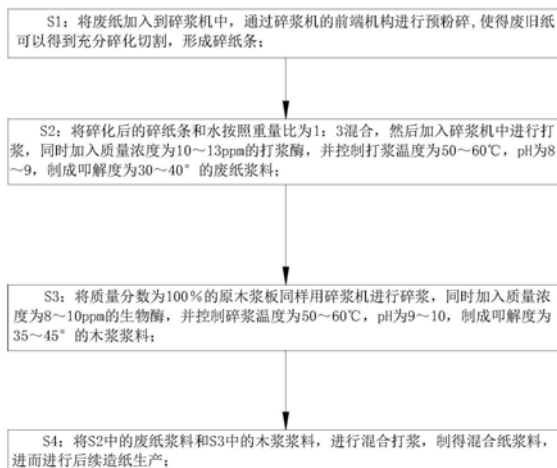 S1：将废纸加入到碎浆机中，通过碎浆机的前端机构进行预粉碎，使得废旧纸
可以得到充分碎化切割，形成碎纸条；
S2：将碎化后的碎纸条和水按照重量比为1：3混合，然后加入碎浆机中进行打
浆，同时加入质量浓度为10～13ppm的打浆酶，并控制打浆温度为50～60℃，pH为8
～9，制成叩解度为30～40°的废纸浆料；
S3：将质量分数为100％的原木浆板同样用碎浆机进行碎浆，同时加入质量浓
度为8～10ppm的生物酶，并控制碎浆温度为50～60℃，pH为9～10，制成叩解度为
35～45°的木浆浆料；
S4：将S2中的废纸浆料和S3中的木浆浆料，进行混合打浆，制得混合纸浆料，
进而进行后续造纸生产；